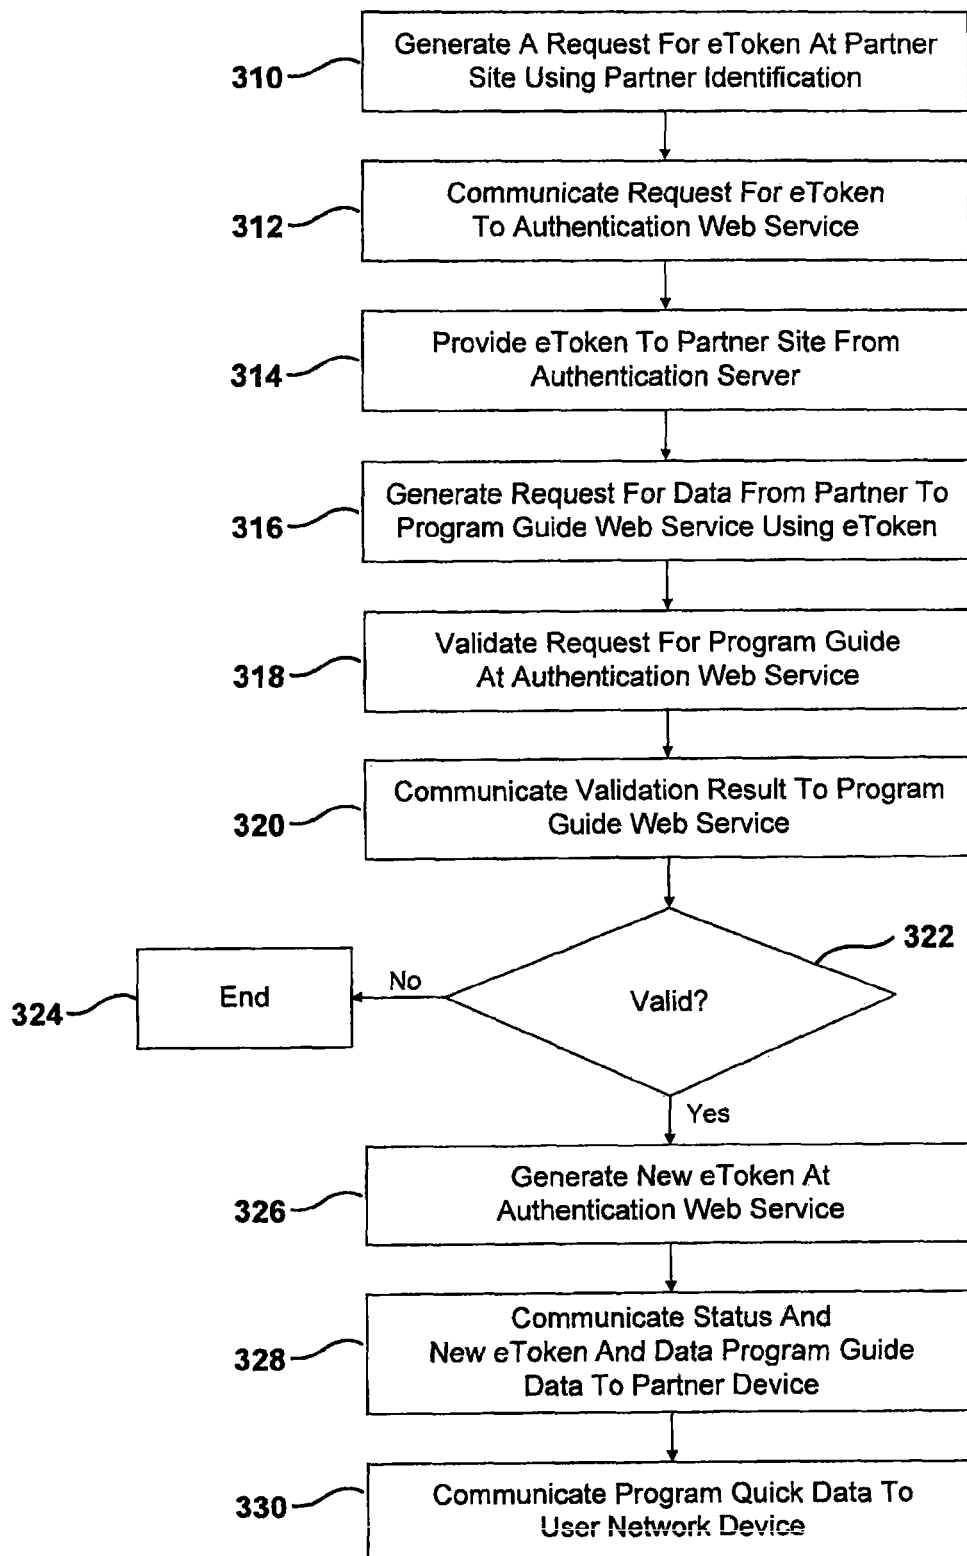 Generate A Request For eToken At Partner
Site Using Partner Identification
310
Communicate Request For eToken
To Authentication Web Service
312
Provide eToken To Partner Site From
Authentication Server
314
Generate Request For Data From Partner To
Program Guide Web Service Using eToken
316
Validate Request For Program Guide
At Authentication Web Service
318
Communicate Validation Result To Program
Guide Web Service
320
322
Valid?
No
End
324
Yes
Generate New eToken At
Authentication Web Service
326
Communicate Status And
New eToken And Data Program Guide
Data To Partner Device
328
Communicate Program Quick Data To
User Network Device
330